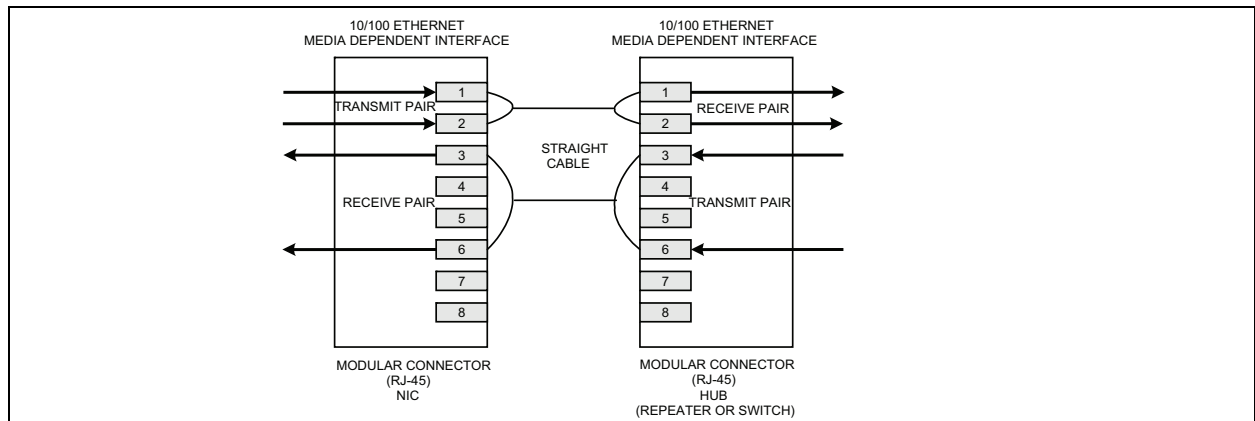 10/100 ETHERNET
MEDIA DEPENDENT INTERFACE
10/100 ETHERNET
MEDIA DEPENDENT INTERFACE
1
TRANSMIT PAIR
2
3
4
RECEIVE PAIR
5
6
7
8
STRAIGHT
CABLE
1
RECEIVE PAIR
2
3
4
TRANSMIT PAIR
5
6
7
8
MODULAR CONNECTOR
(RJ-45)
NIC
MODULAR CONNECTOR
(RJ-45)
HUB
(REPEATER OR SWITCH)